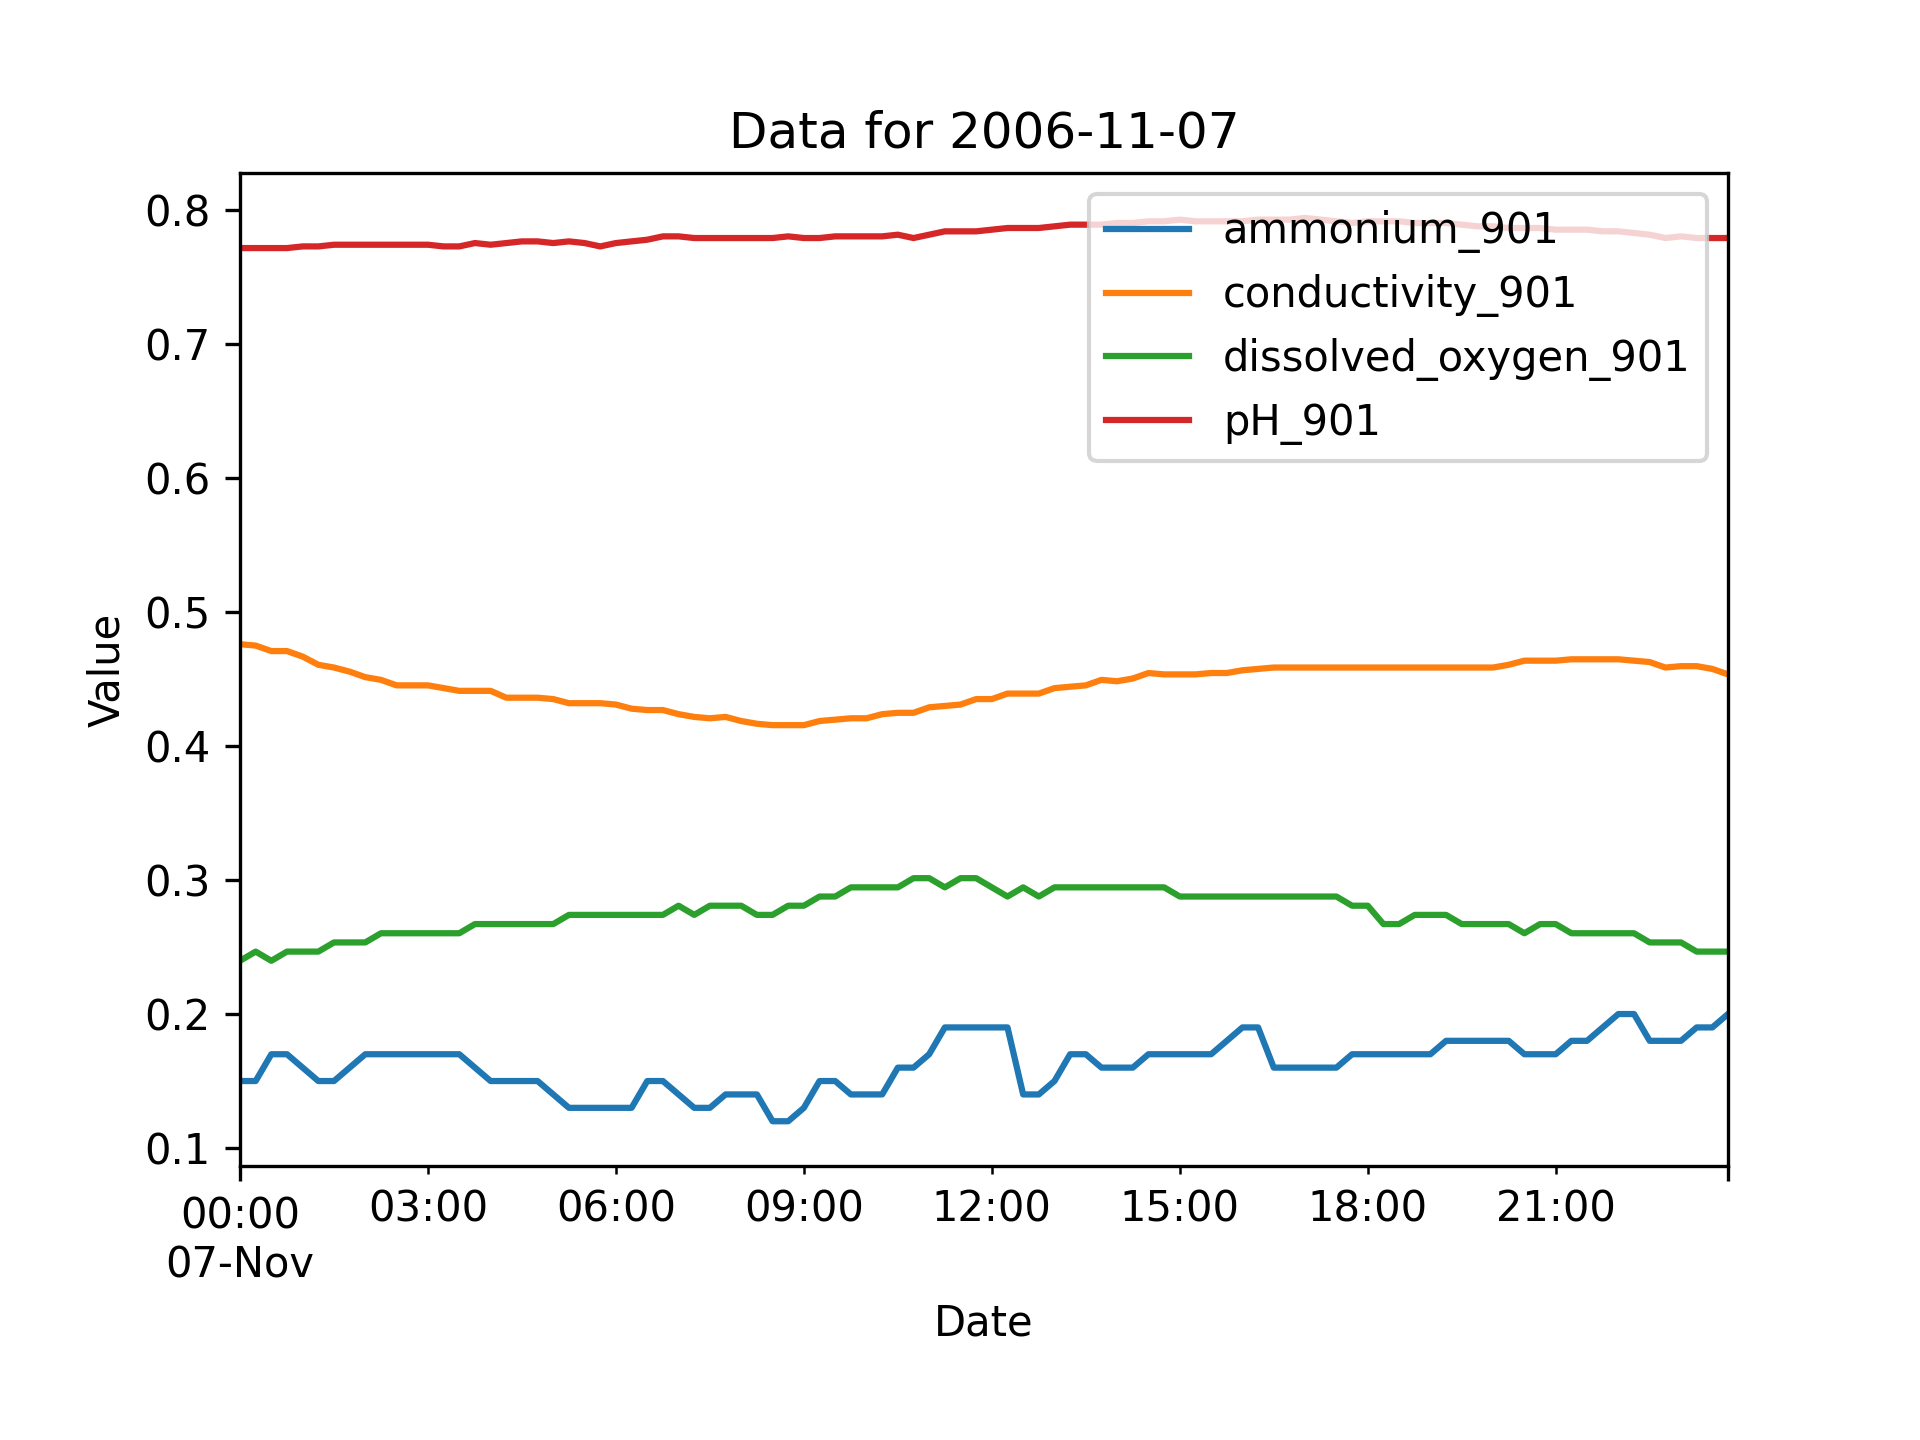 Data for 2006-11-07
0.8
0.7
0.6
0.5
0.4
0.3
0.2
0.1
Value
ammonium_901
conductivity_901
dissolved_oxygen_901
pH_901
00:00 03:00 06:00 09:00 12:00 15:00 18:00 21:00
07-Nov
Date